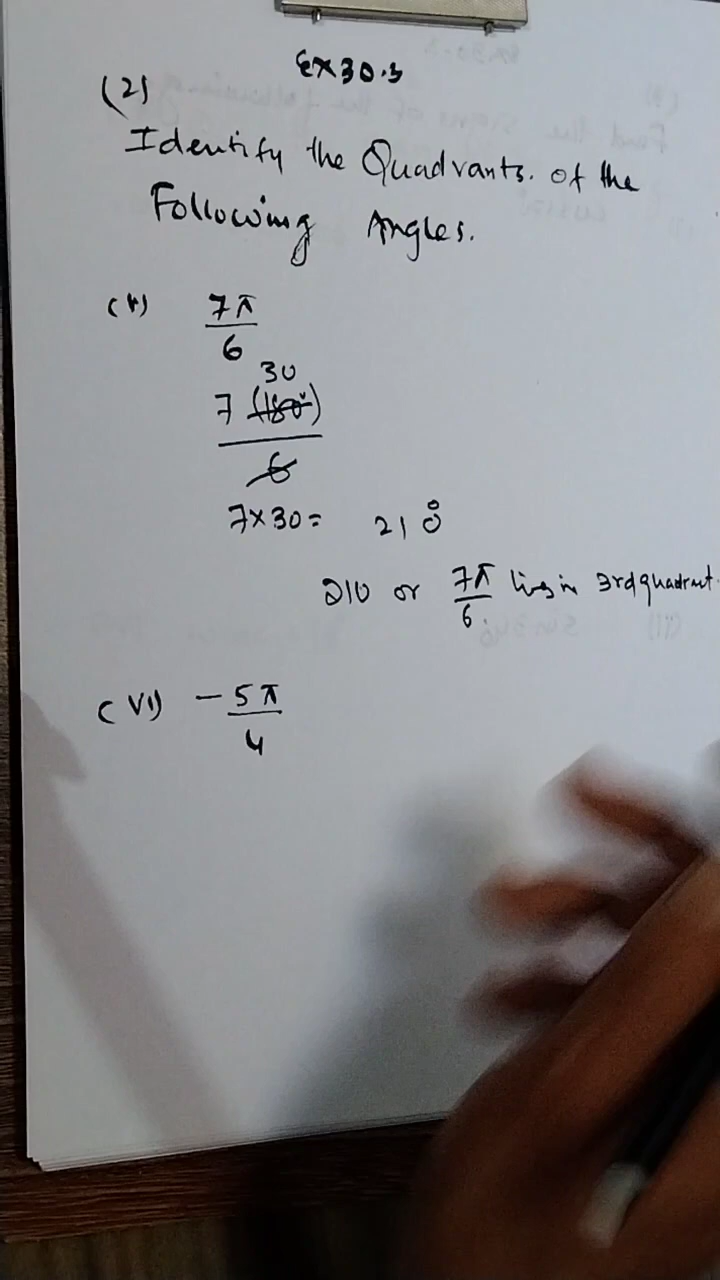 Ex 30.3
(2)
Identify the Quadrants. of the
Following Angles.
(v) 7π/6
30
7 (180°)
6
7×30= 210°
210 or 7π/6 lies in 3rd quadrant.
(vi) -5π/4